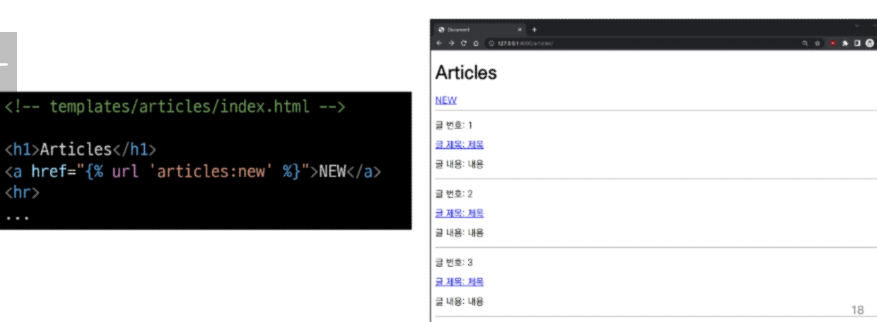 <!-- templates/articles/index.html -->
<h1>Articles</h1>
<a href="{% url 'articles:new' %}">NEW</a>
<hr>
...
Document
127.0.0.1:8000/articles/
Articles
NEW
글 번호: 1
글 제목: 제목
글 내용: 내용
글 번호: 2
글 제목: 제목
글 내용: 내용
글 번호: 3
글 제목: 제목
글 내용: 내용
18